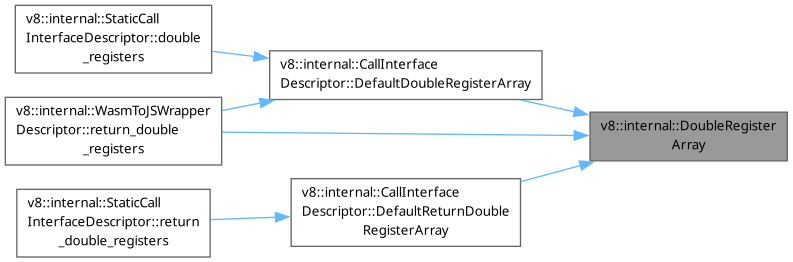 v8::internal::StaticCall
InterfaceDescriptor::double
_registers
v8::internal::CallInterface
Descriptor::DefaultDoubleRegisterArray
v8::internal::WasmToJSWrapper
Descriptor::return_double
_registers
v8::internal::DoubleRegister
Array
v8::internal::StaticCall
InterfaceDescriptor::return
_double_registers
v8::internal::CallInterface
Descriptor::DefaultReturnDouble
RegisterArray